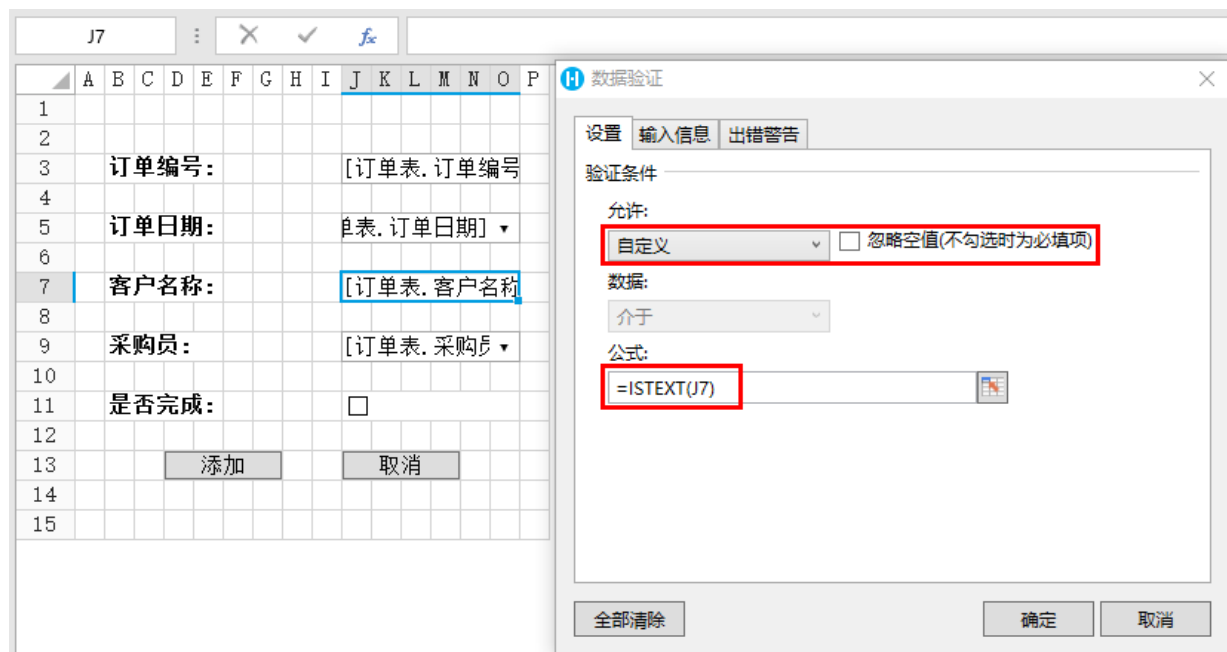 J7
fx
A B C D E F G H I J K L M N O P
1
2
3 订单编号: [订单表.订单编号
4
5 订单日期: 单表.订单日期]
6
7 客户名称: [订单表.客户名称
8
9 采购员: [订单表.采购员
10
11 是否完成:
12
13 添加 取消
14
15
数据验证
设置 输入信息 出错警告
验证条件
允许:
自定义 忽略空值(不勾选时为必填项)
数据:
介于
公式:
=ISTEXT(J7)
全部清除 确定 取消